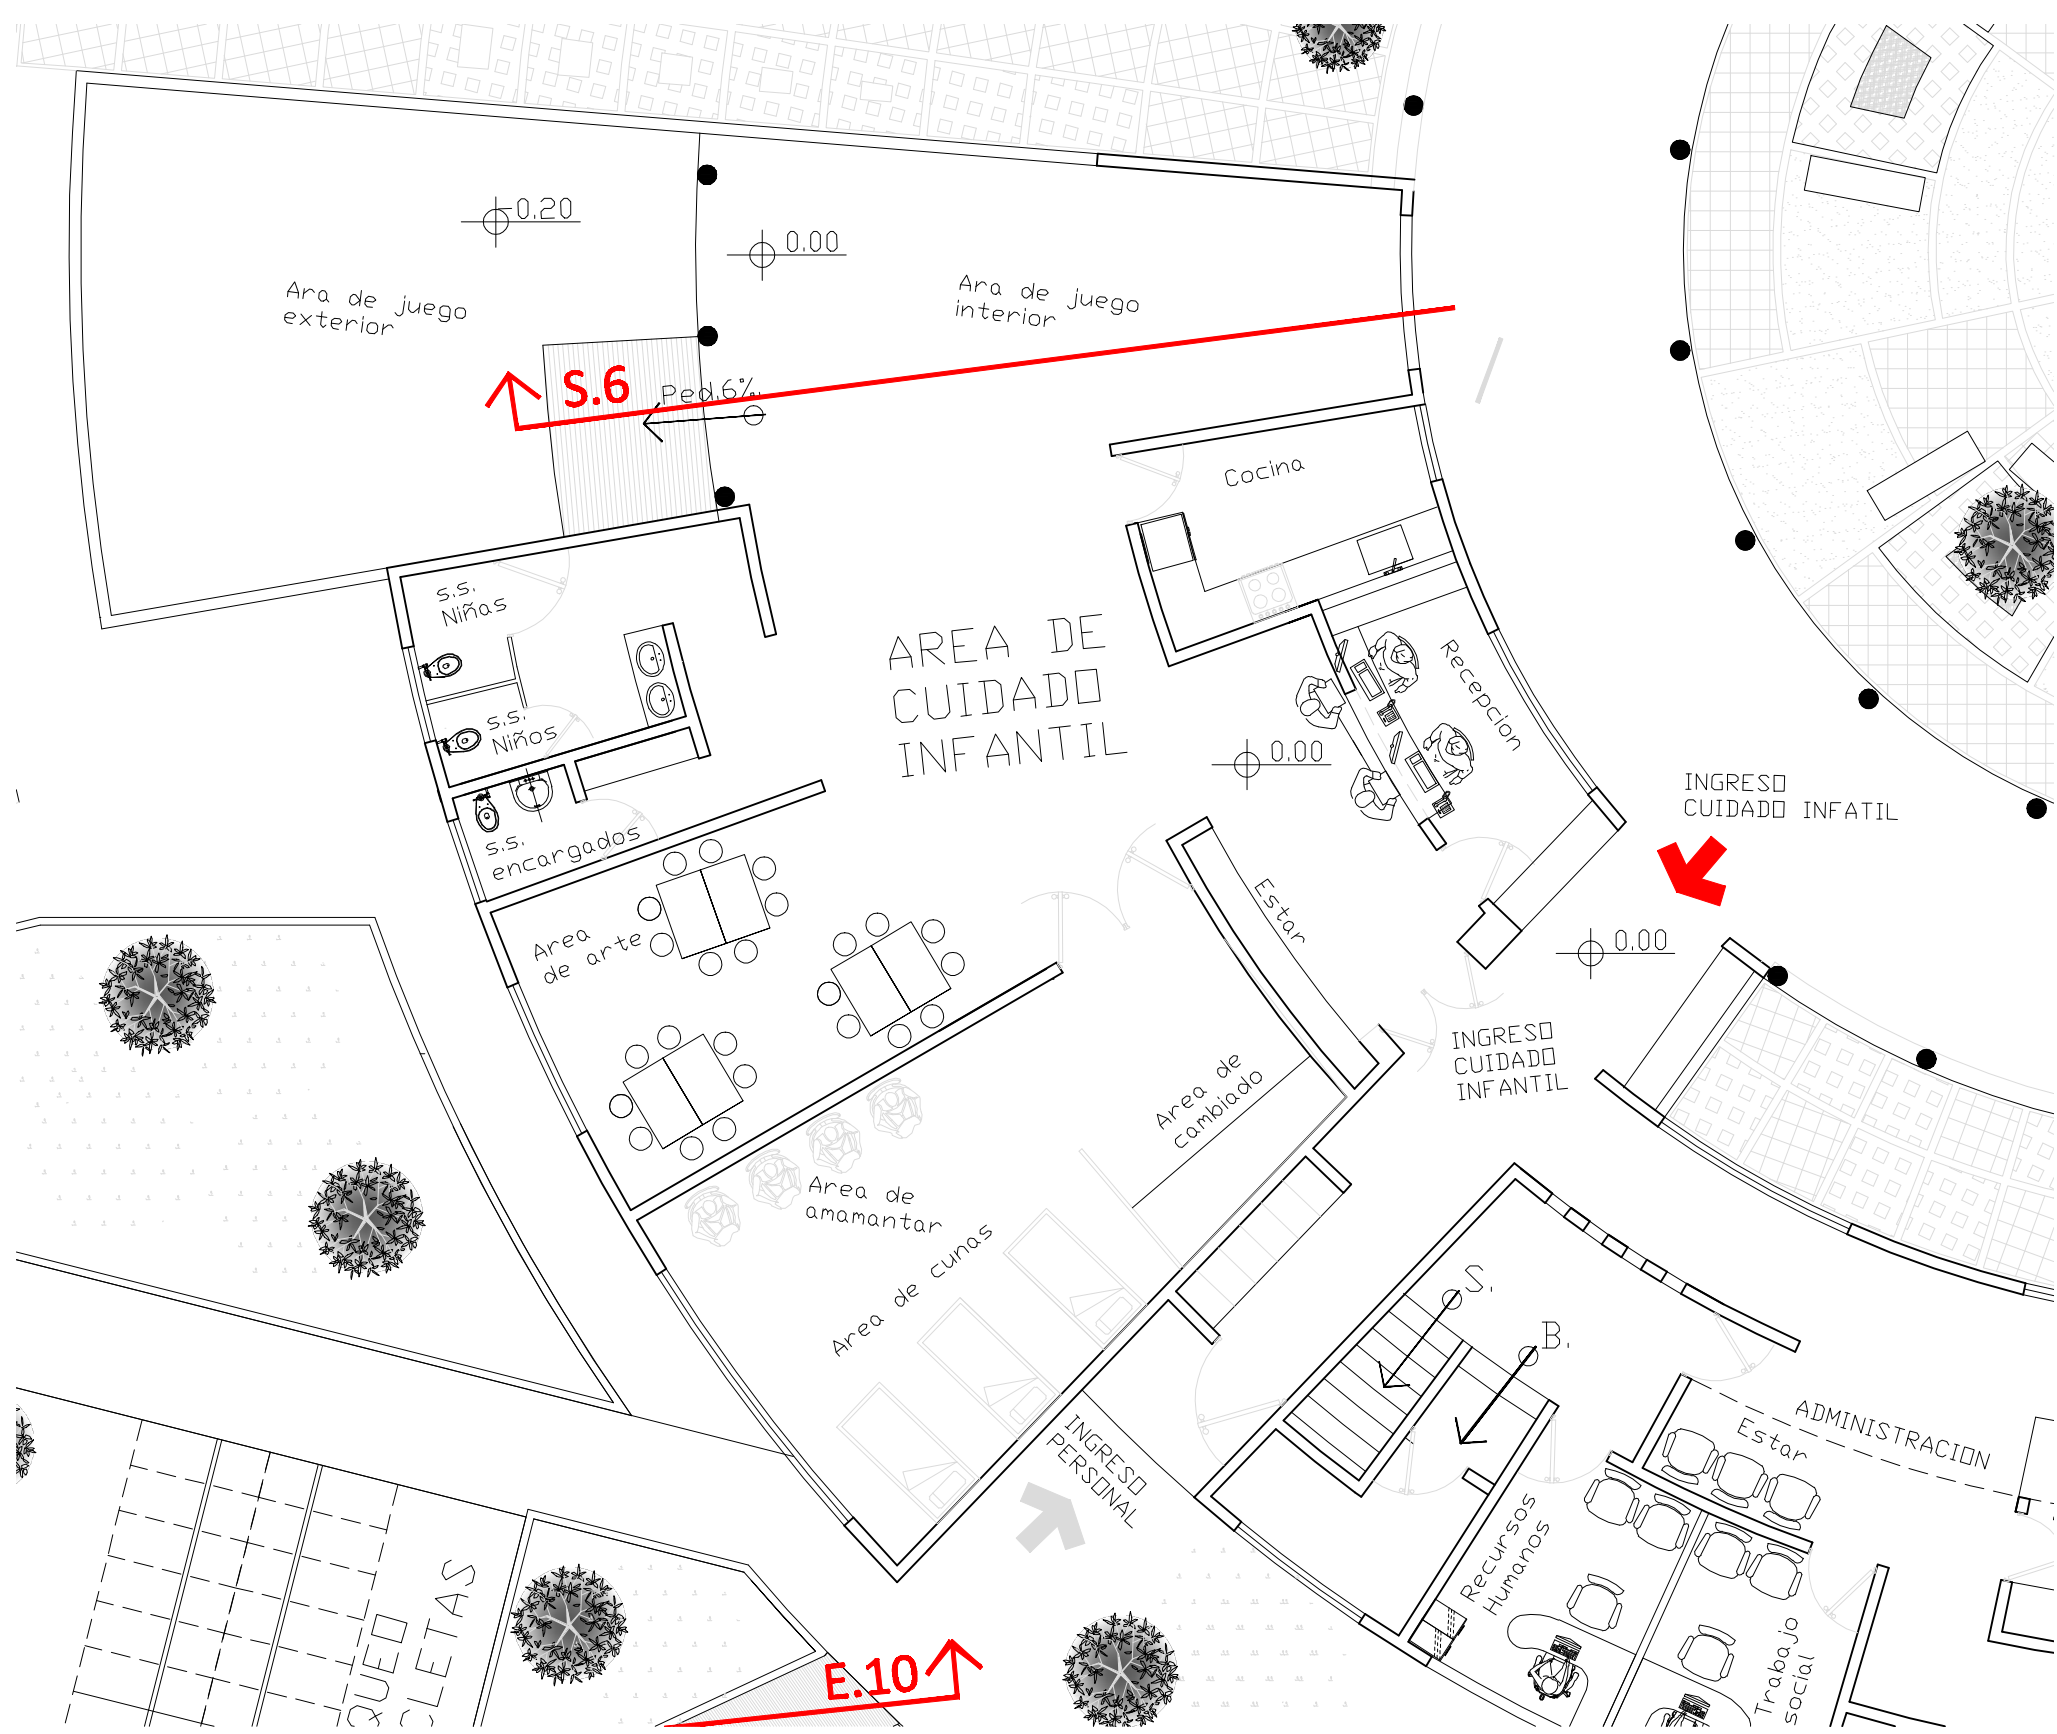 -0.20
0.00
Ara de juego
exterior
Ara de juego
interior
S.6
Ped.6%.
Cocina
s.s.
Niñas
AREA DE
CUIDADO
INFANTIL
Recepcion
s.s.
Niños
0.00
INGRESO
CUIDADO INFATIL
s.s.
encargados
Estar
Area
de arte
0.00
INGRESO
CUIDADO
INFANTIL
Area de
cambiado
Area de
amamantar
Area de cunas
S.
B.
INGRESO
PERSONAL
ADMINISTRACION
Estar
Recursos
Humanos
Trabajo
social
QUEO
CLETAS
E.10